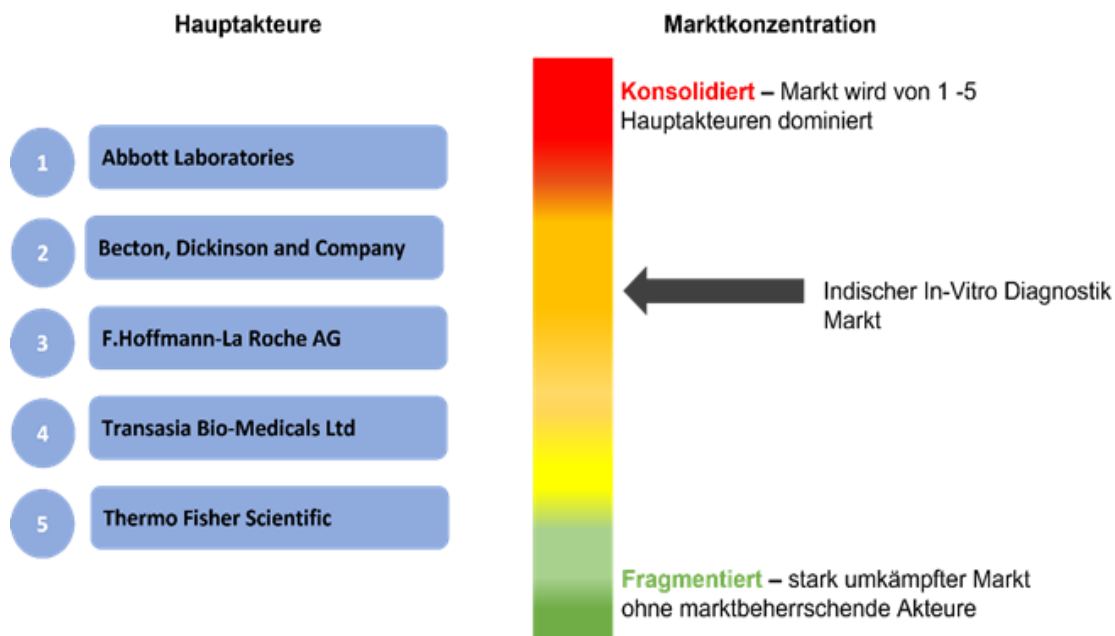 Hauptakteure
1
Abbott Laboratories
2
Becton, Dickinson and Company
3
F.Hoffmann-La Roche AG
4
Transasia Bio-Medicals Ltd
5
Thermo Fisher Scientific
Marktkonzentration
Konsolidiert – Markt wird von 1 -5
Hauptakteuren dominiert
Indischer In-Vitro Diagnostik
Markt
Fragmentiert – stark umkämpfter Markt
ohne marktbeherrschende Akteure